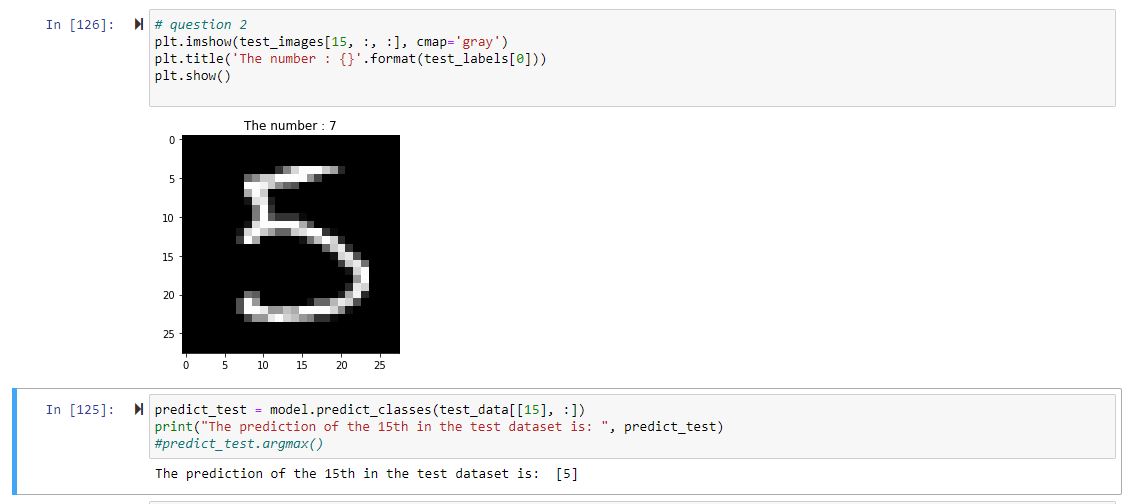 In [126]:
# question 2
plt.imshow(test_images[15, :, :], cmap='gray')
plt.title('The number : {}'.format(test_labels[0]))
plt.show()
The number : 7
0
5
10
15
20
25
0 5 10 15 20 25
5
In [125]:
predict_test = model.predict_classes(test_data[[15], :])
print("The prediction of the 15th in the test dataset is: ", predict_test)
#predict_test.argmax()
The prediction of the 15th in the test dataset is:  [5]